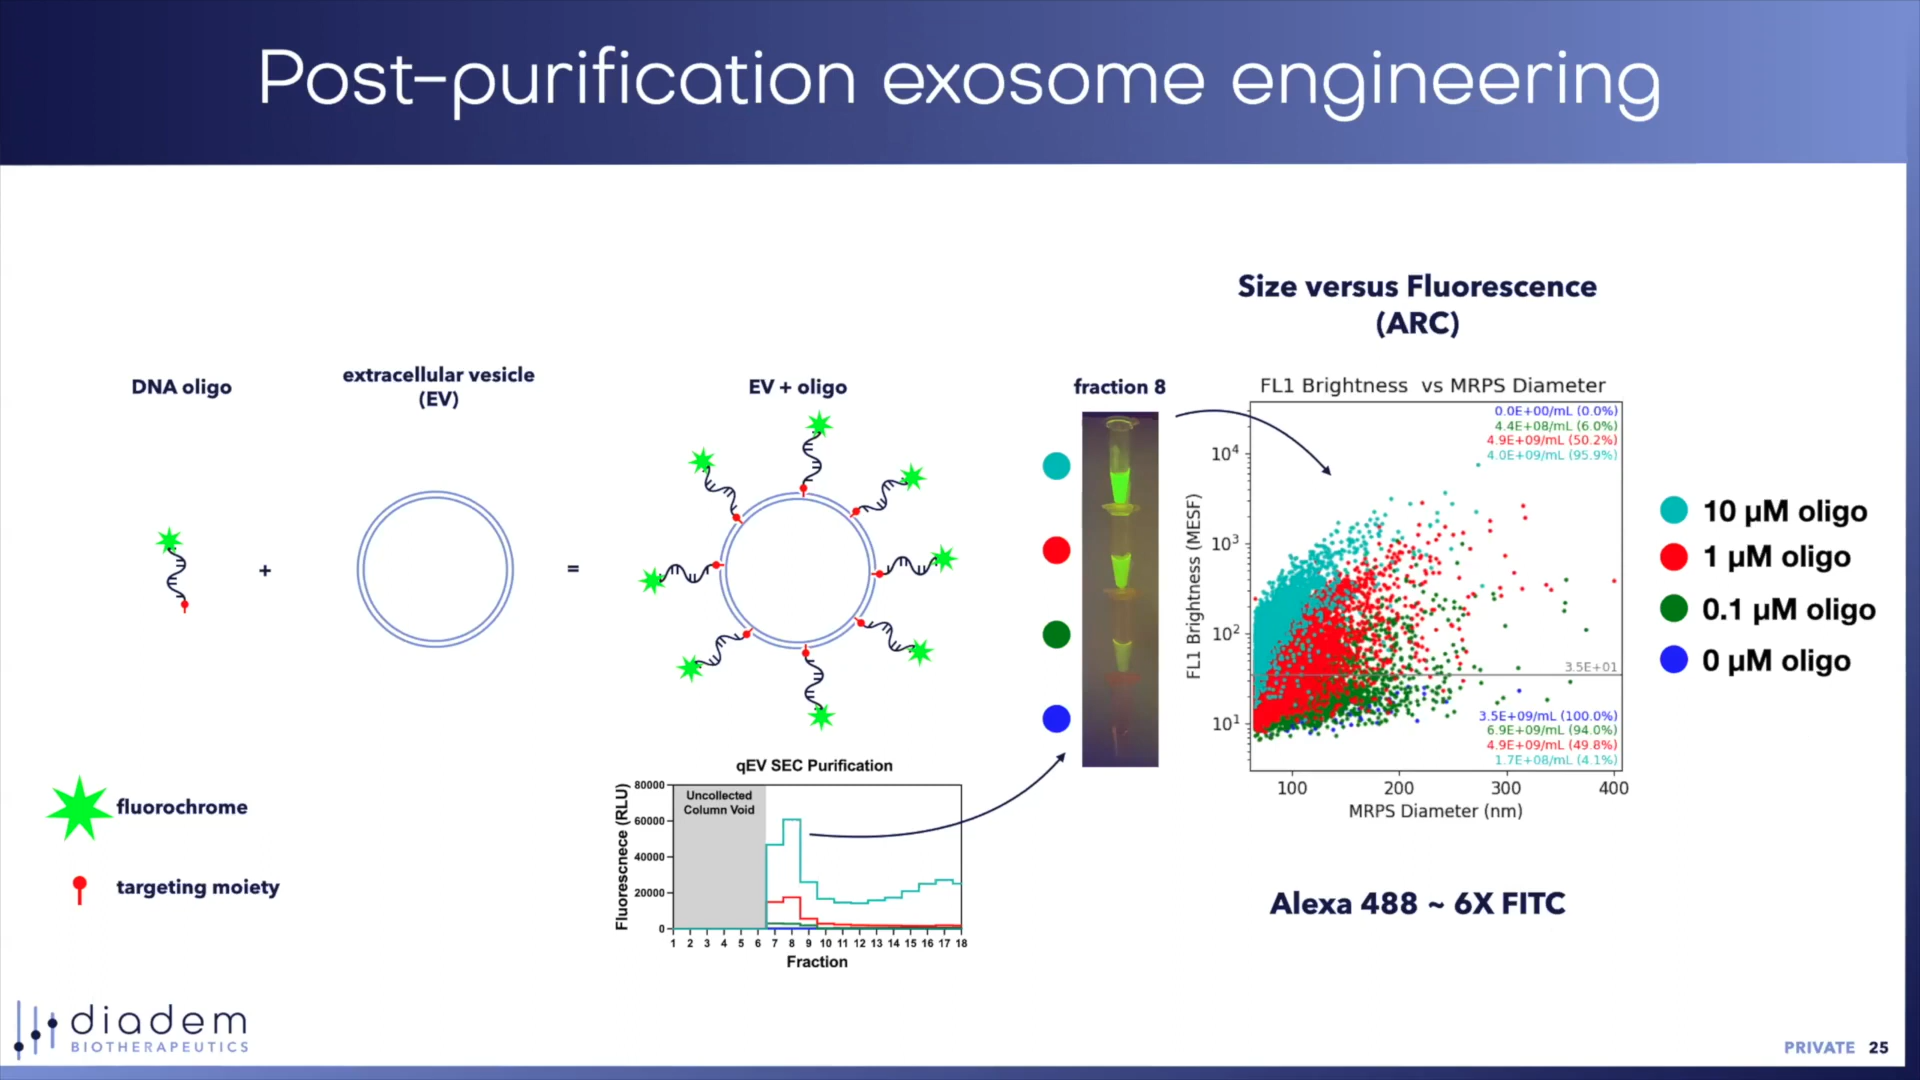 Post-purification exosome engineering
Size versus Fluorescence
(ARC)
DNA oligo
extracellular vesicle
(EV)
EV + oligo
fraction 8
+
=
FL1 Brightness vs MRPS Diameter
0.0E+00/mL (0.0%)
4.4E+08/mL (6.0%)
4.9E+09/mL (50.2%)
4.0E+09/mL (95.9%)
10⁴
10³
10²
10¹
FL1 Brightness (MESF)
3.5E+01
3.5E+09/mL (100.0%)
6.9E+09/mL (94.0%)
4.9E+09/mL (49.8%)
1.7E+08/mL (4.1%)
100 200 300 400
MRPS Diameter (nm)
10 µM oligo
1 µM oligo
0.1 µM oligo
0 µM oligo
fluorochrome
targeting moiety
qEV SEC Purification
Uncollected
Column Void
Fluorescnece (RLU)
80000
60000
40000
20000
0
1 2 3 4 5 6 7 8 9 10 11 12 13 14 15 16 17 18
Fraction
Alexa 488 ~ 6X FITC
diadem
BIOTHERAPEUTICS
PRIVATE 25